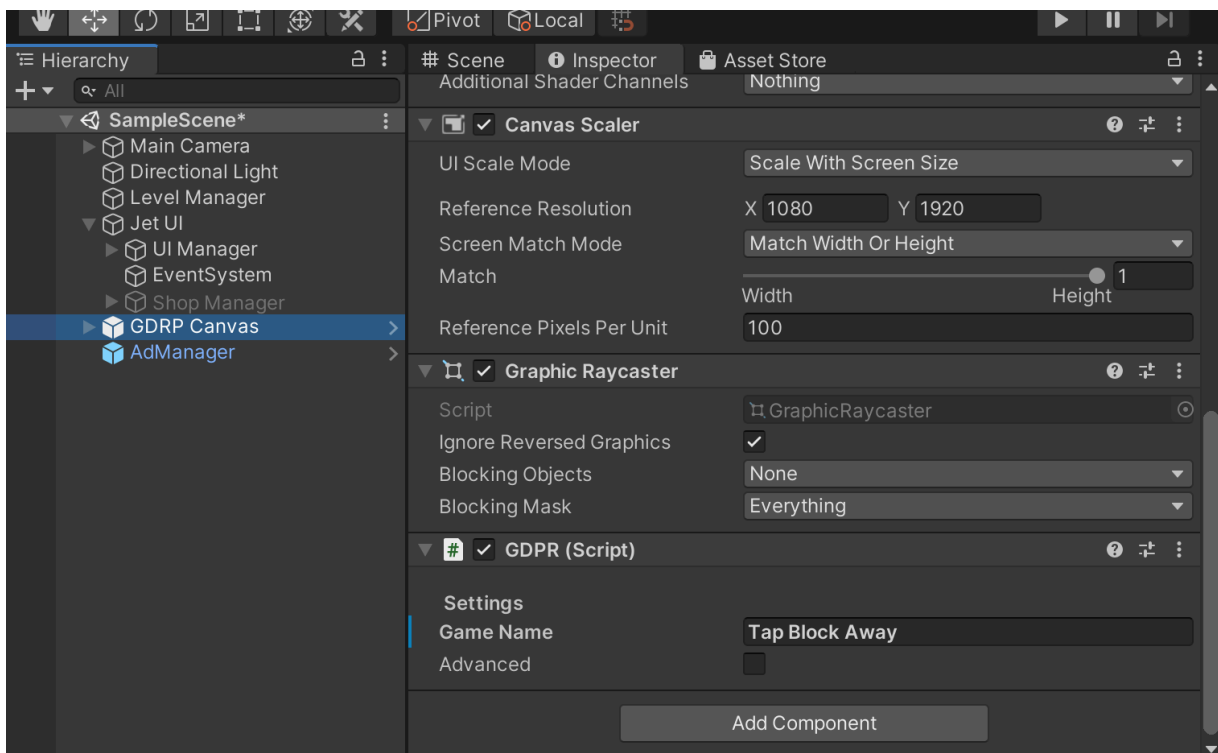 Pivot Local
Hierarchy
All
SampleScene*
Main Camera
Directional Light
Level Manager
Jet UI
UI Manager
EventSystem
Shop Manager
GDRP Canvas
AdManager
Scene Inspector Asset Store
Additional Shader Channels Nothing
Canvas Scaler
UI Scale Mode Scale With Screen Size
Reference Resolution X 1080 Y 1920
Screen Match Mode Match Width Or Height
Match 1
Width Height
Reference Pixels Per Unit 100
Graphic Raycaster
Script GraphicRaycaster
Ignore Reversed Graphics
Blocking Objects None
Blocking Mask Everything
# GDPR (Script)
Settings
Game Name Tap Block Away
Advanced
Add Component